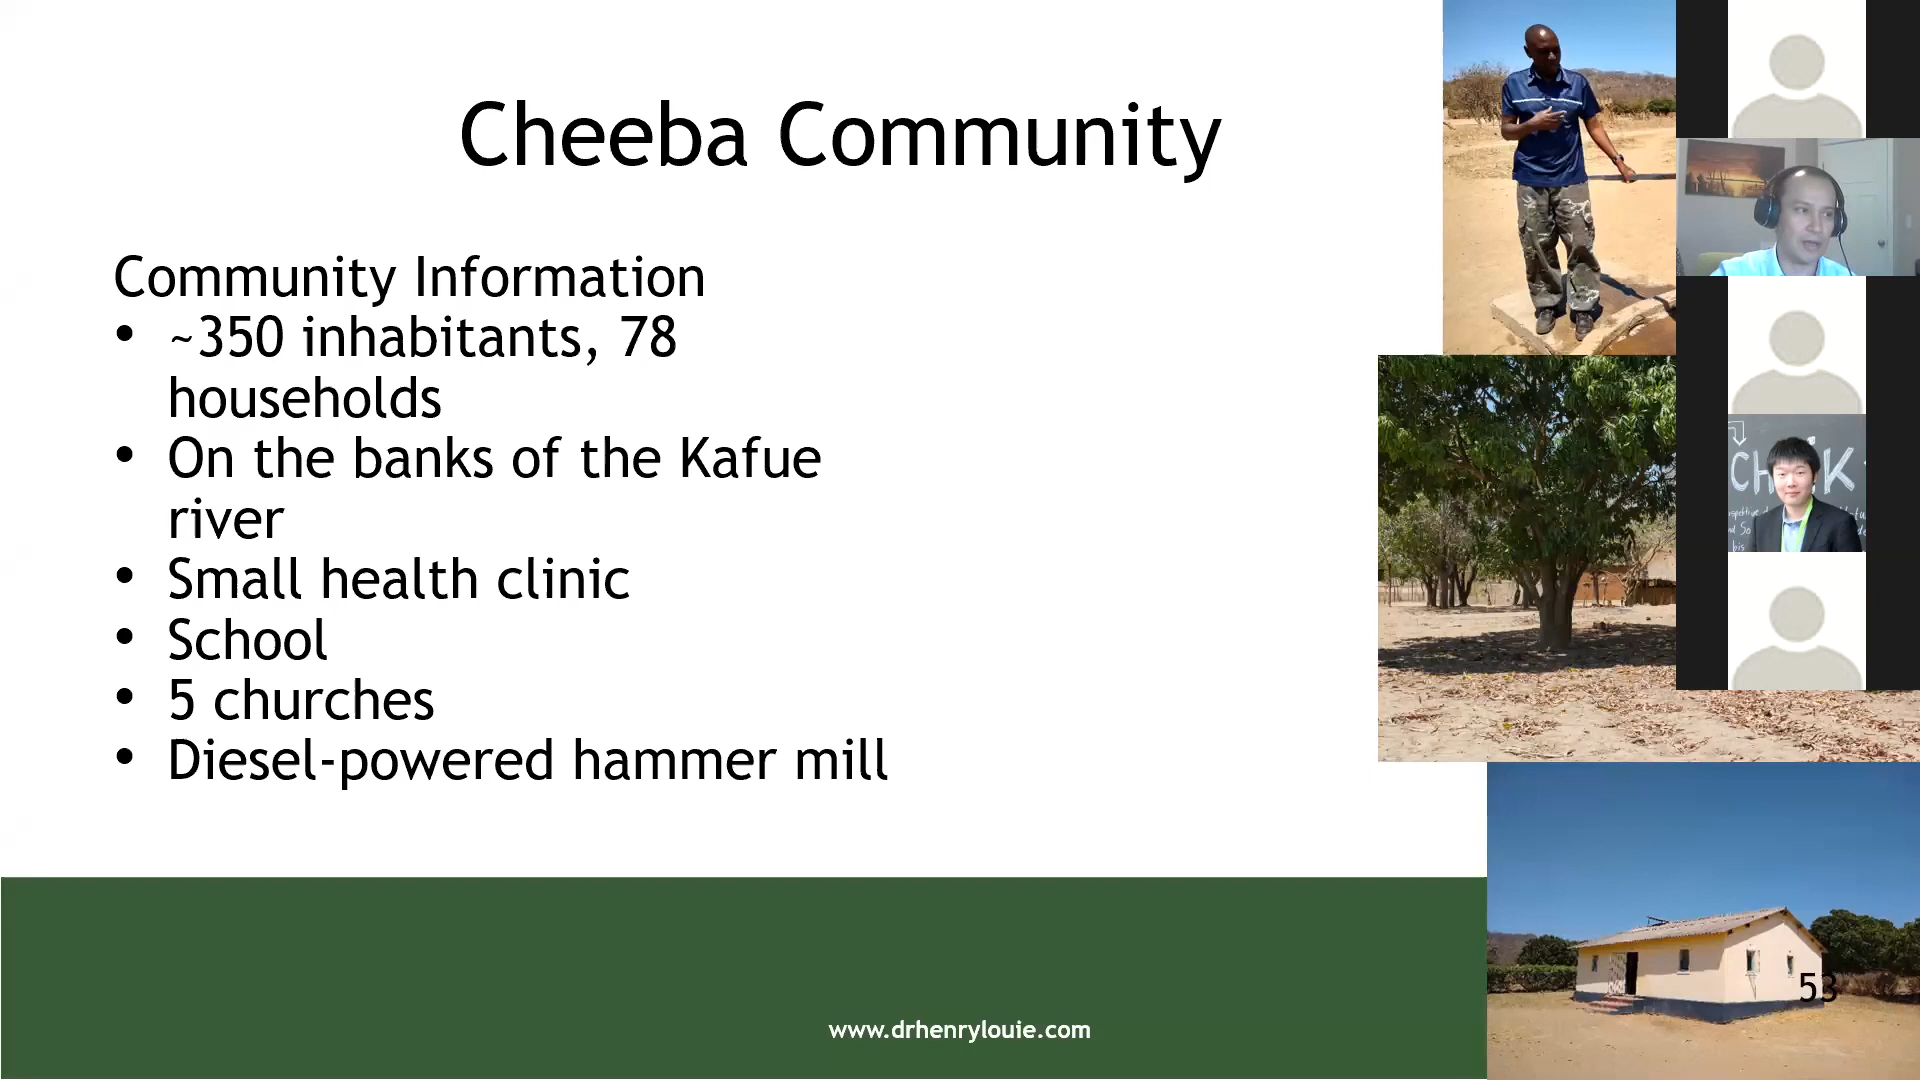 Cheeba Community
Community Information
• ~350 inhabitants, 78
households
• On the banks of the Kafue
river
• Small health clinic
• School
• 5 churches
• Diesel-powered hammer mill
www.drhenrylouie.com
53